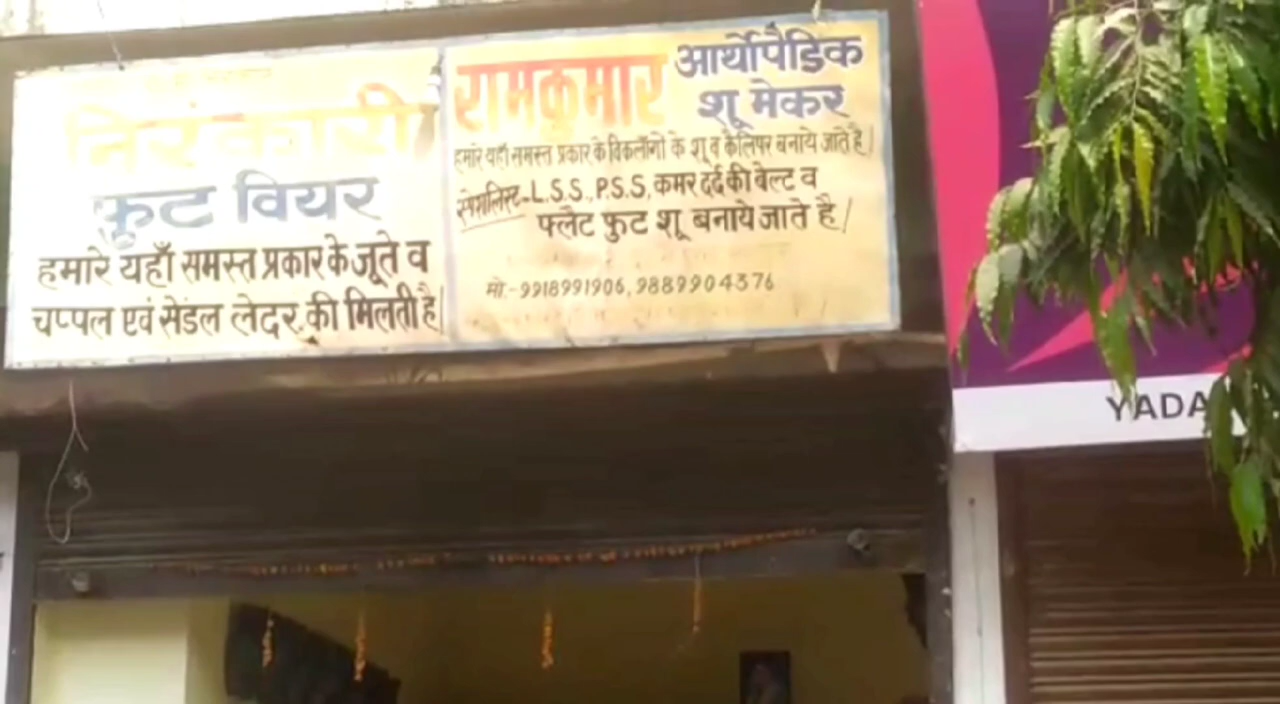 निरंकारी
फुट वियर
हमारे यहाँ समस्त प्रकार के जूते व
चप्पल एवं सेंडल लेदर की मिलती है|
रामकुमार
आर्थोपैडिक
शू मेकर
हमारे यहाँ समस्त प्रकार के विकलाँगो के शू व केलिपर बनाये जाते है|
स्पेशलिस्ट-L.S.S., P.S.S, कमर दर्द की बेल्ट व
फ्लैट फुट शू बनाये जाते है|
मो.-9918991906, 9889904376
YADA